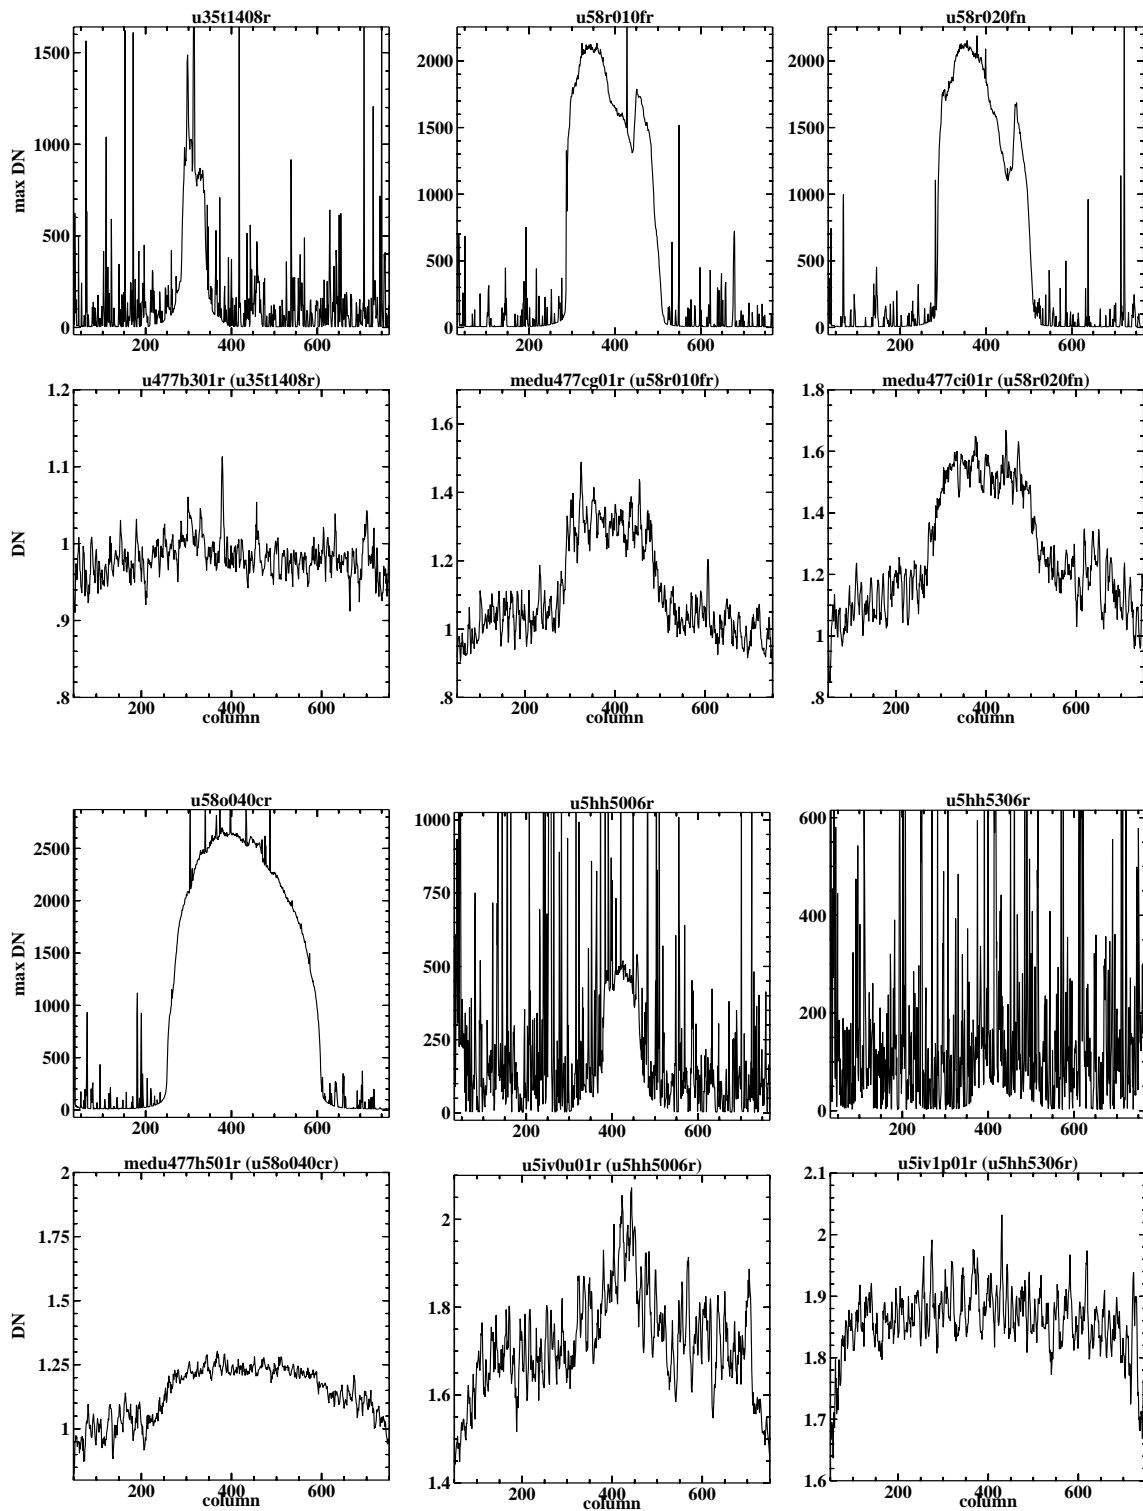 u35t1408r
u58r010fr
u58r020fn
max DN
1500
1000
500
0
200 400 600
2000
1500
1000
500
0
200 400 600
2000
1500
1000
500
0
200 400 600
u477b301r (u35t1408r)
medu477cg01r (u58r010fr)
medu477ci01r (u58r020fn)
DN
1.2
1.1
1
.9
.8
200 400 600
column
1.6
1.4
1.2
1
.8
200 400 600
column
1.8
1.6
1.4
1.2
1
.8
200 400 600
column
u58o040cr
u5hh5006r
u5hh5306r
max DN
2500
2000
1500
1000
500
0
200 400 600
1000
750
500
250
0
200 400 600
600
400
200
0
200 400 600
medu477h501r (u58o040cr)
u5iv0u01r (u5hh5006r)
u5iv1p01r (u5hh5306r)
DN
2
1.75
1.5
1.25
1
200 400 600
column
2
1.8
1.6
1.4
200 400 600
column
2.1
2
1.9
1.8
1.7
1.6
200 400 600
column